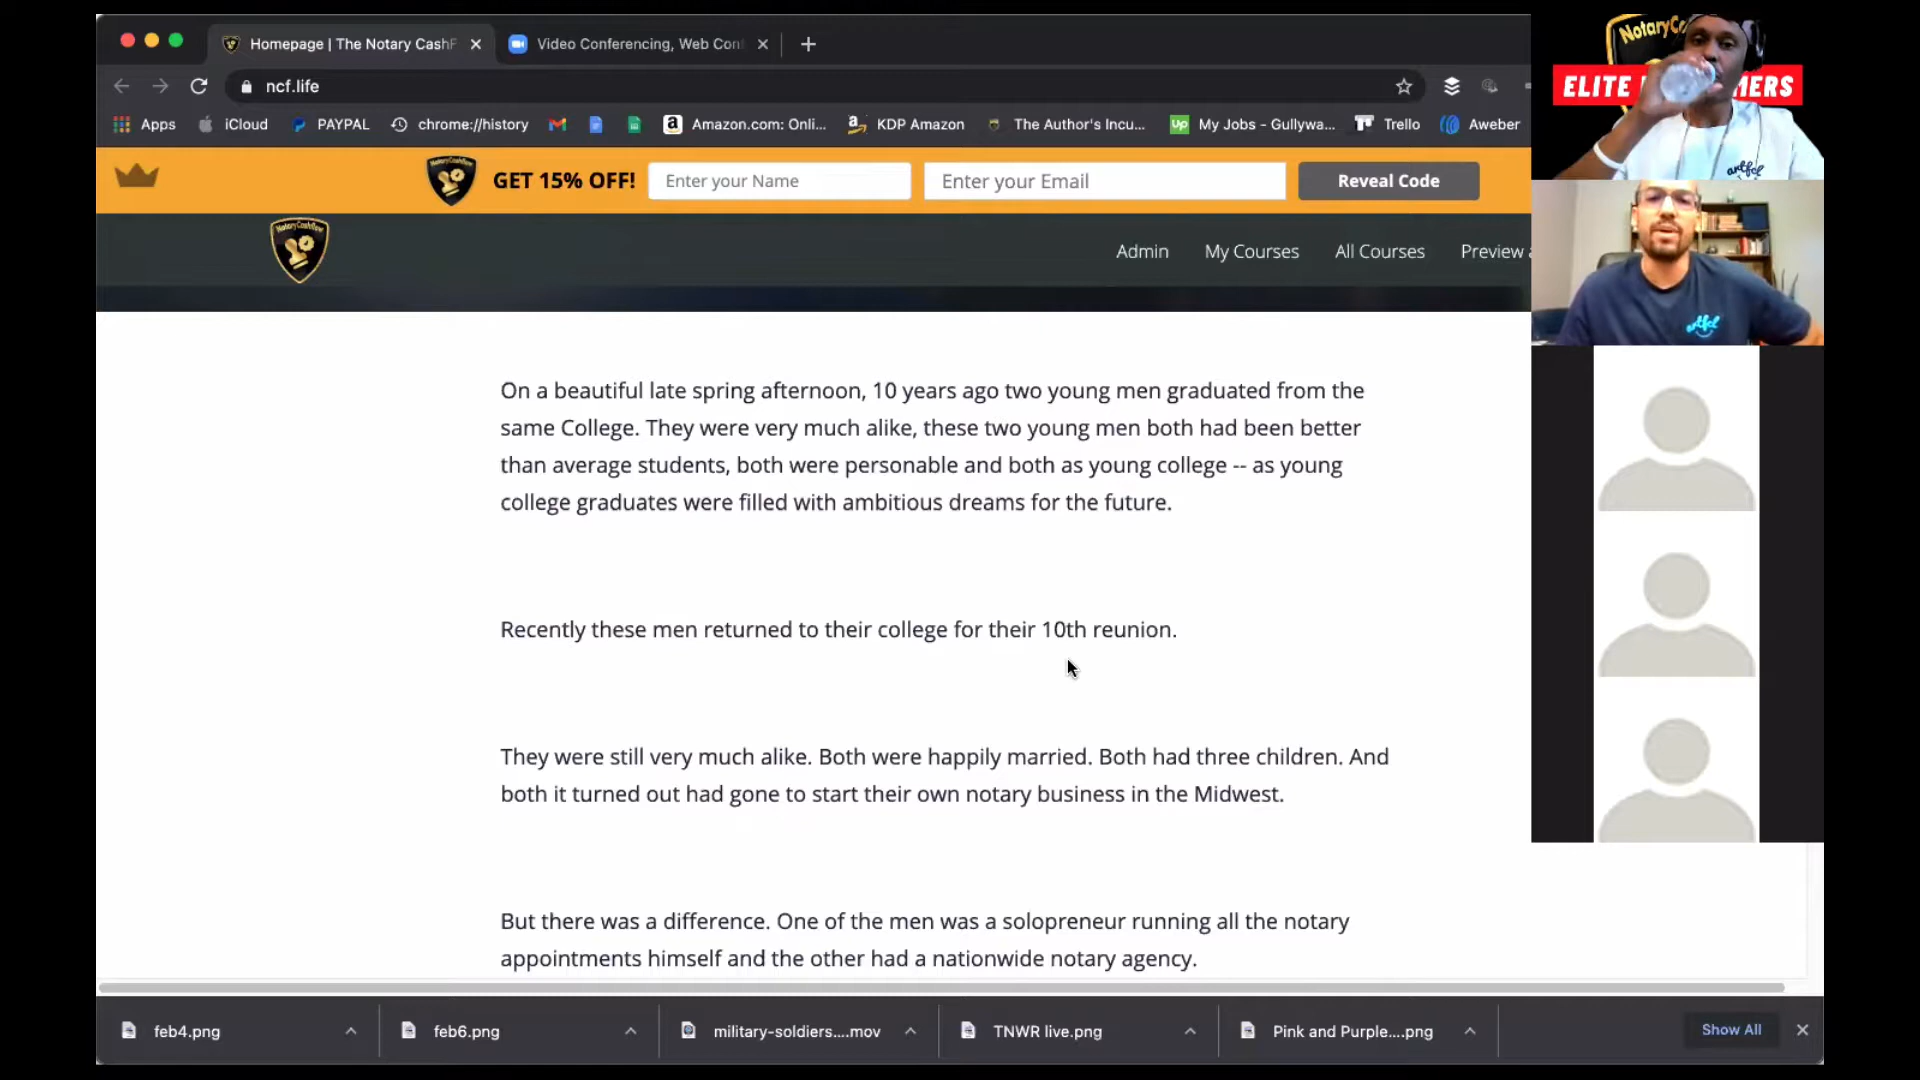 Homepage | The Notary CashF
Video Conferencing, Web Con
ncf.life
Apps
iCloud
PAYPAL
chrome://history
Amazon.com: Onli...
KDP Amazon
The Author's Incu...
My Jobs - Gullywa...
Trello
Aweber
GET 15% OFF!
Enter your Name
Enter your Email
Reveal Code
NotaryCashflow
Admin
My Courses
All Courses
Preview
On a beautiful late spring afternoon, 10 years ago two young men graduated from the
same College. They were very much alike, these two young men both had been better
than average students, both were personable and both as young college -- as young
college graduates were filled with ambitious dreams for the future.
Recently these men returned to their college for their 10th reunion.
They were still very much alike. Both were happily married. Both had three children. And
both it turned out had gone to start their own notary business in the Midwest.
But there was a difference. One of the men was a solopreneur running all the notary
appointments himself and the other had a nationwide notary agency.
feb4.png
feb6.png
military-soldiers....mov
TNWR live.png
Pink and Purple....png
Show All
NotaryC
ELITE
MERS
artfcl
artfcl